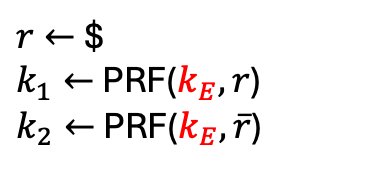 r ← $
k₁ ← PRF(k_E, r)
k₂ ← PRF(k_E, r̄)